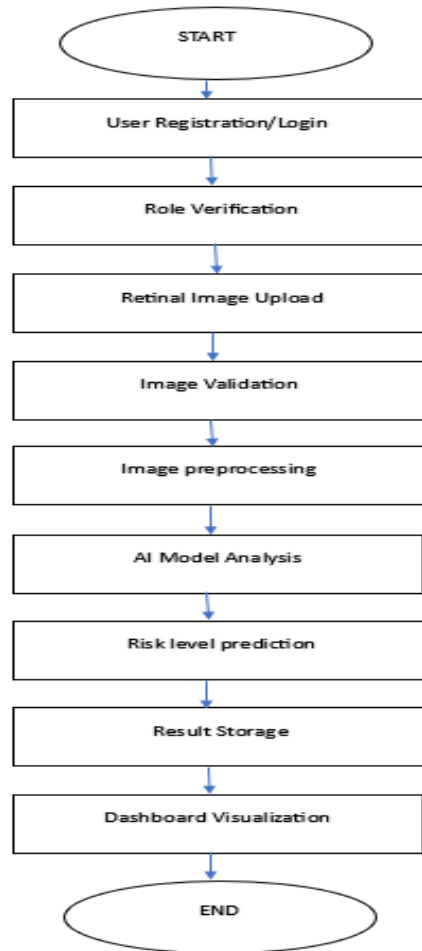 START
User Registration/Login
Role Verification
Retinal Image Upload
Image Validation
Image preprocessing
AI Model Analysis
Risk level prediction
Result Storage
Dashboard Visualization
END